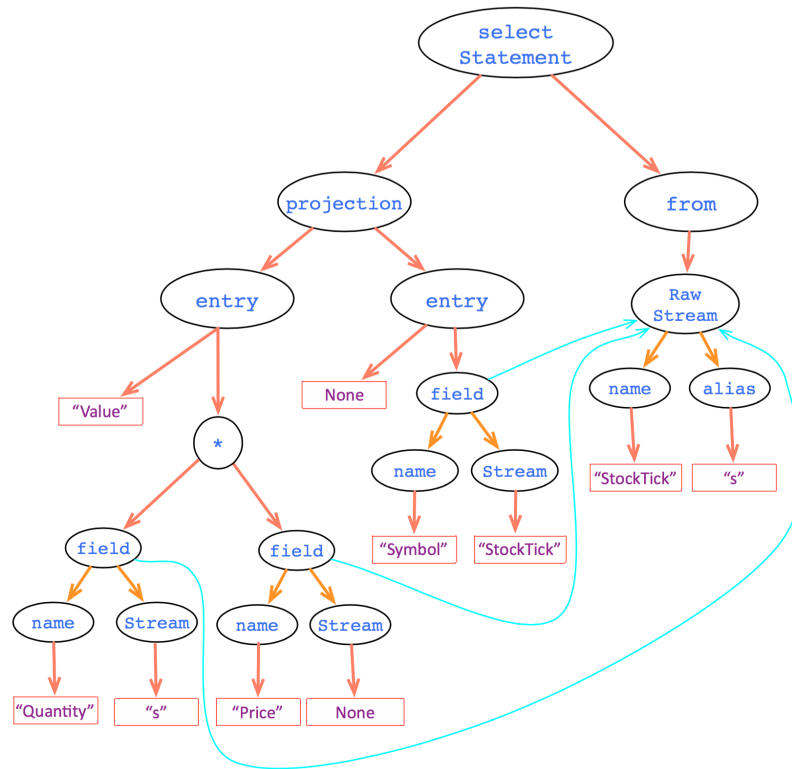 select
Statement
projection
from
entry
entry
Raw
Stream
“Value”
None
field
name
alias
*
name
Stream
“StockTick”
“s”
“Symbol”
“StockTick”
field
field
name
Stream
name
Stream
“Quantity”
“s”
“Price”
None